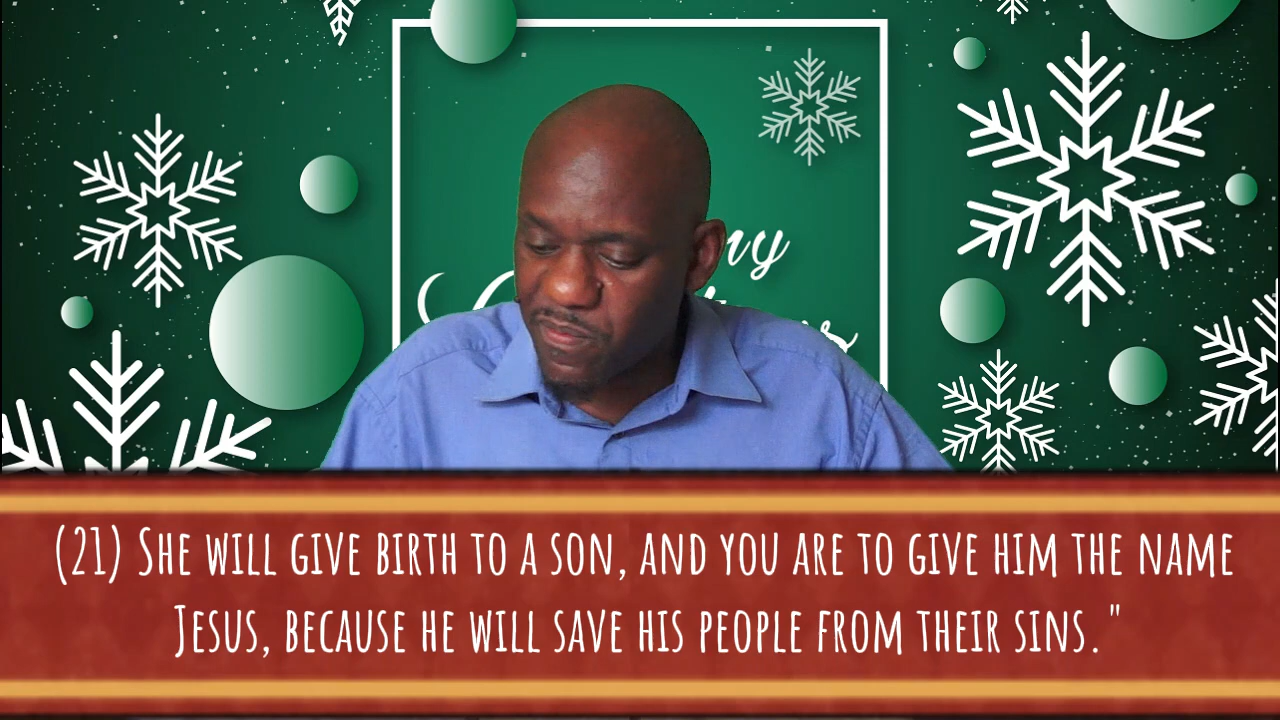 (21) She will give birth to a son, and you are to give him the name
Jesus, because he will save his people from their sins. "